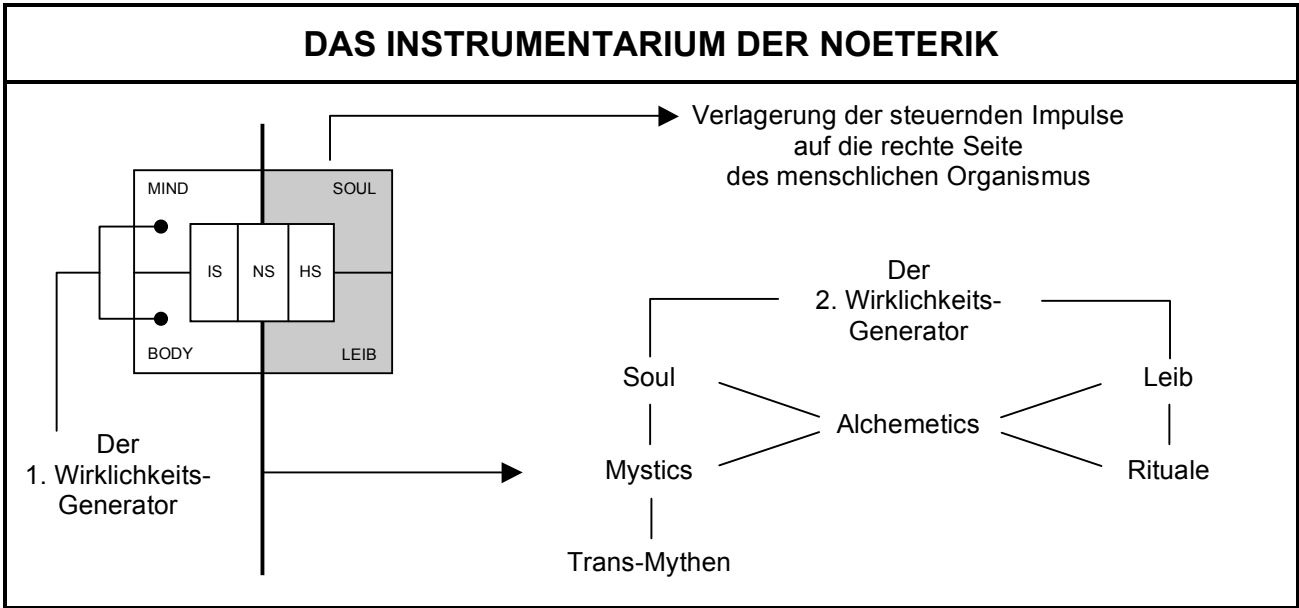 DAS INSTRUMENTARIUM DER NOETERIK
Verlagerung der steuernden Impulse
auf die rechte Seite
des menschlichen Organismus
MIND
SOUL
IS
NS
HS
BODY
LEIB
Der
1. Wirklichkeits-
Generator
Der
2. Wirklichkeits-
Generator
Soul
Leib
Alchemetics
Mystics
Rituale
Trans-Mythen